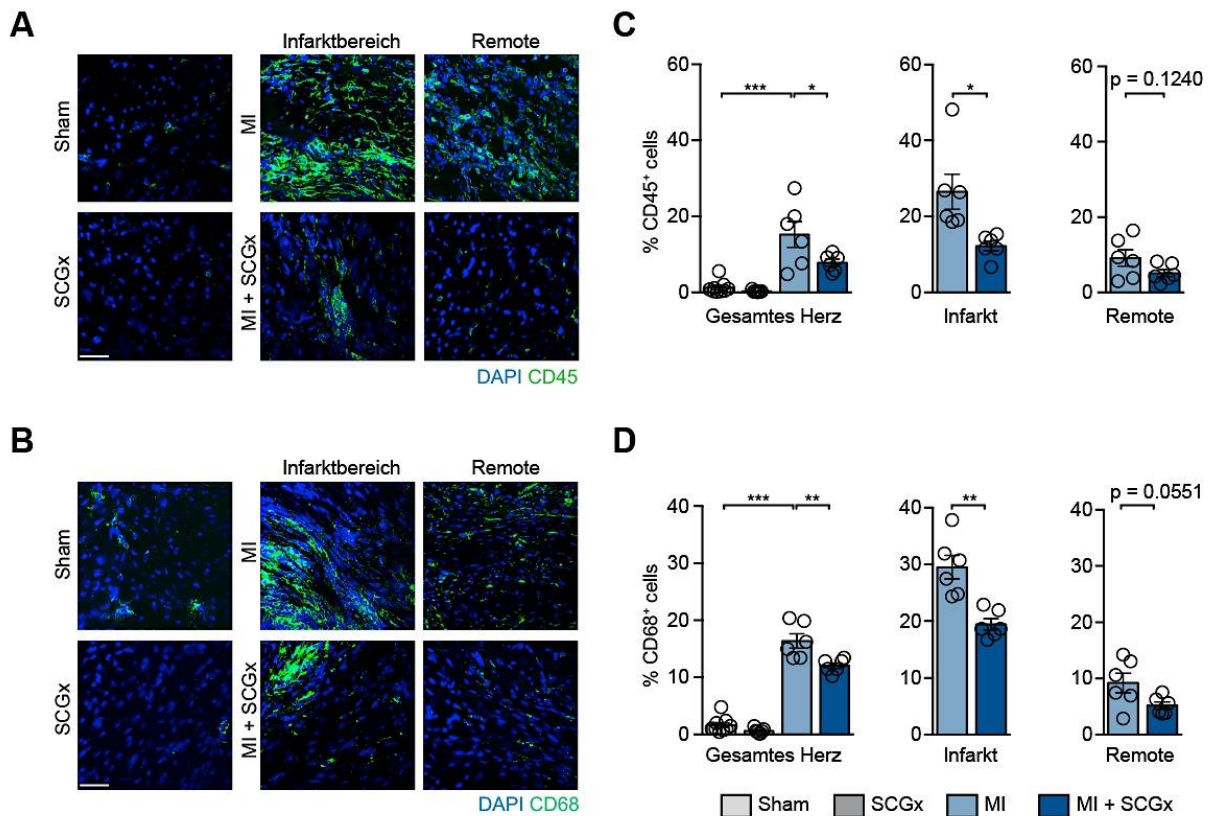 A
Infarktbereich Remote
Sham
MI
SCGx
MI + SCGx
DAPI CD45
B
Infarktbereich Remote
Sham
MI
SCGx
MI + SCGx
DAPI CD68
C
% CD45⁺ cells
60
40
20
0
***
*
Gesamtes Herz
60
40
20
0
*
Infarkt
60
40
20
0
p = 0.1240
Remote
D
% CD68⁺ cells
40
30
20
10
0
***
**
Gesamtes Herz
40
30
20
10
0
**
Infarkt
40
30
20
10
0
p = 0.0551
Remote
Sham SCGx MI MI + SCGx